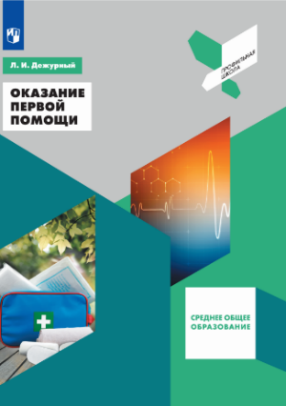 Л. И. Дежурный
ПРОФИЛЬНАЯ
ШКОЛА
ОКАЗАНИЕ
ПЕРВОЙ
ПОМОЩИ
СРЕДНЕЕ ОБЩЕЕ
ОБРАЗОВАНИЕ